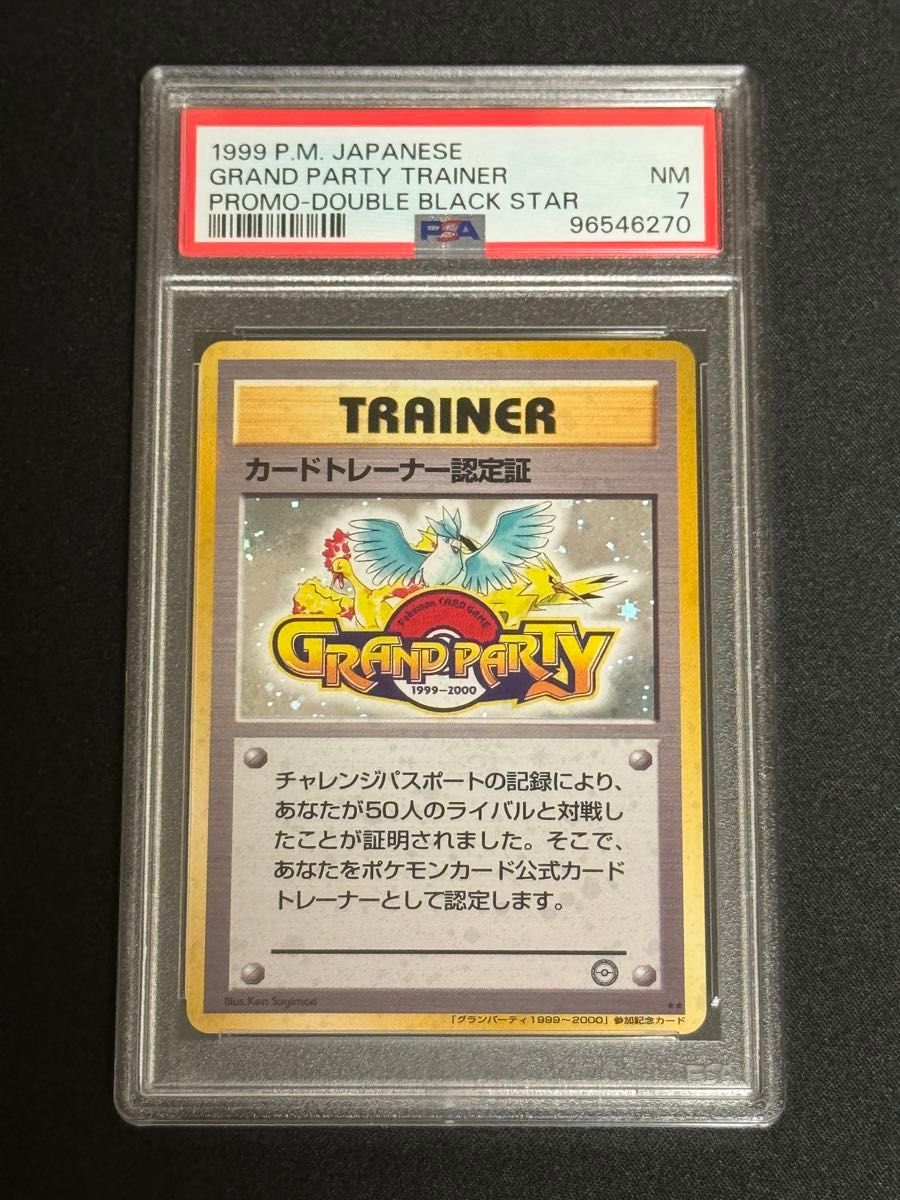 1999 P.M. JAPANESE
GRAND PARTY TRAINER NM
PROMO-DOUBLE BLACK STAR 7
PSA 96546270
TRAINER
カードトレーナー認定証
Pokémon CARD GAME
GRAND PARTY
1999-2000
チャレンジパスポートの記録により、
あなたが50人のライバルと対戦し
たことが証明されました。そこで、
あなたをポケモンカード公式カード
トレーナーとして認定します。
Illus. Ken Sugimori
★★
「グランパーティ1999～2000」参加記念カード
PSA